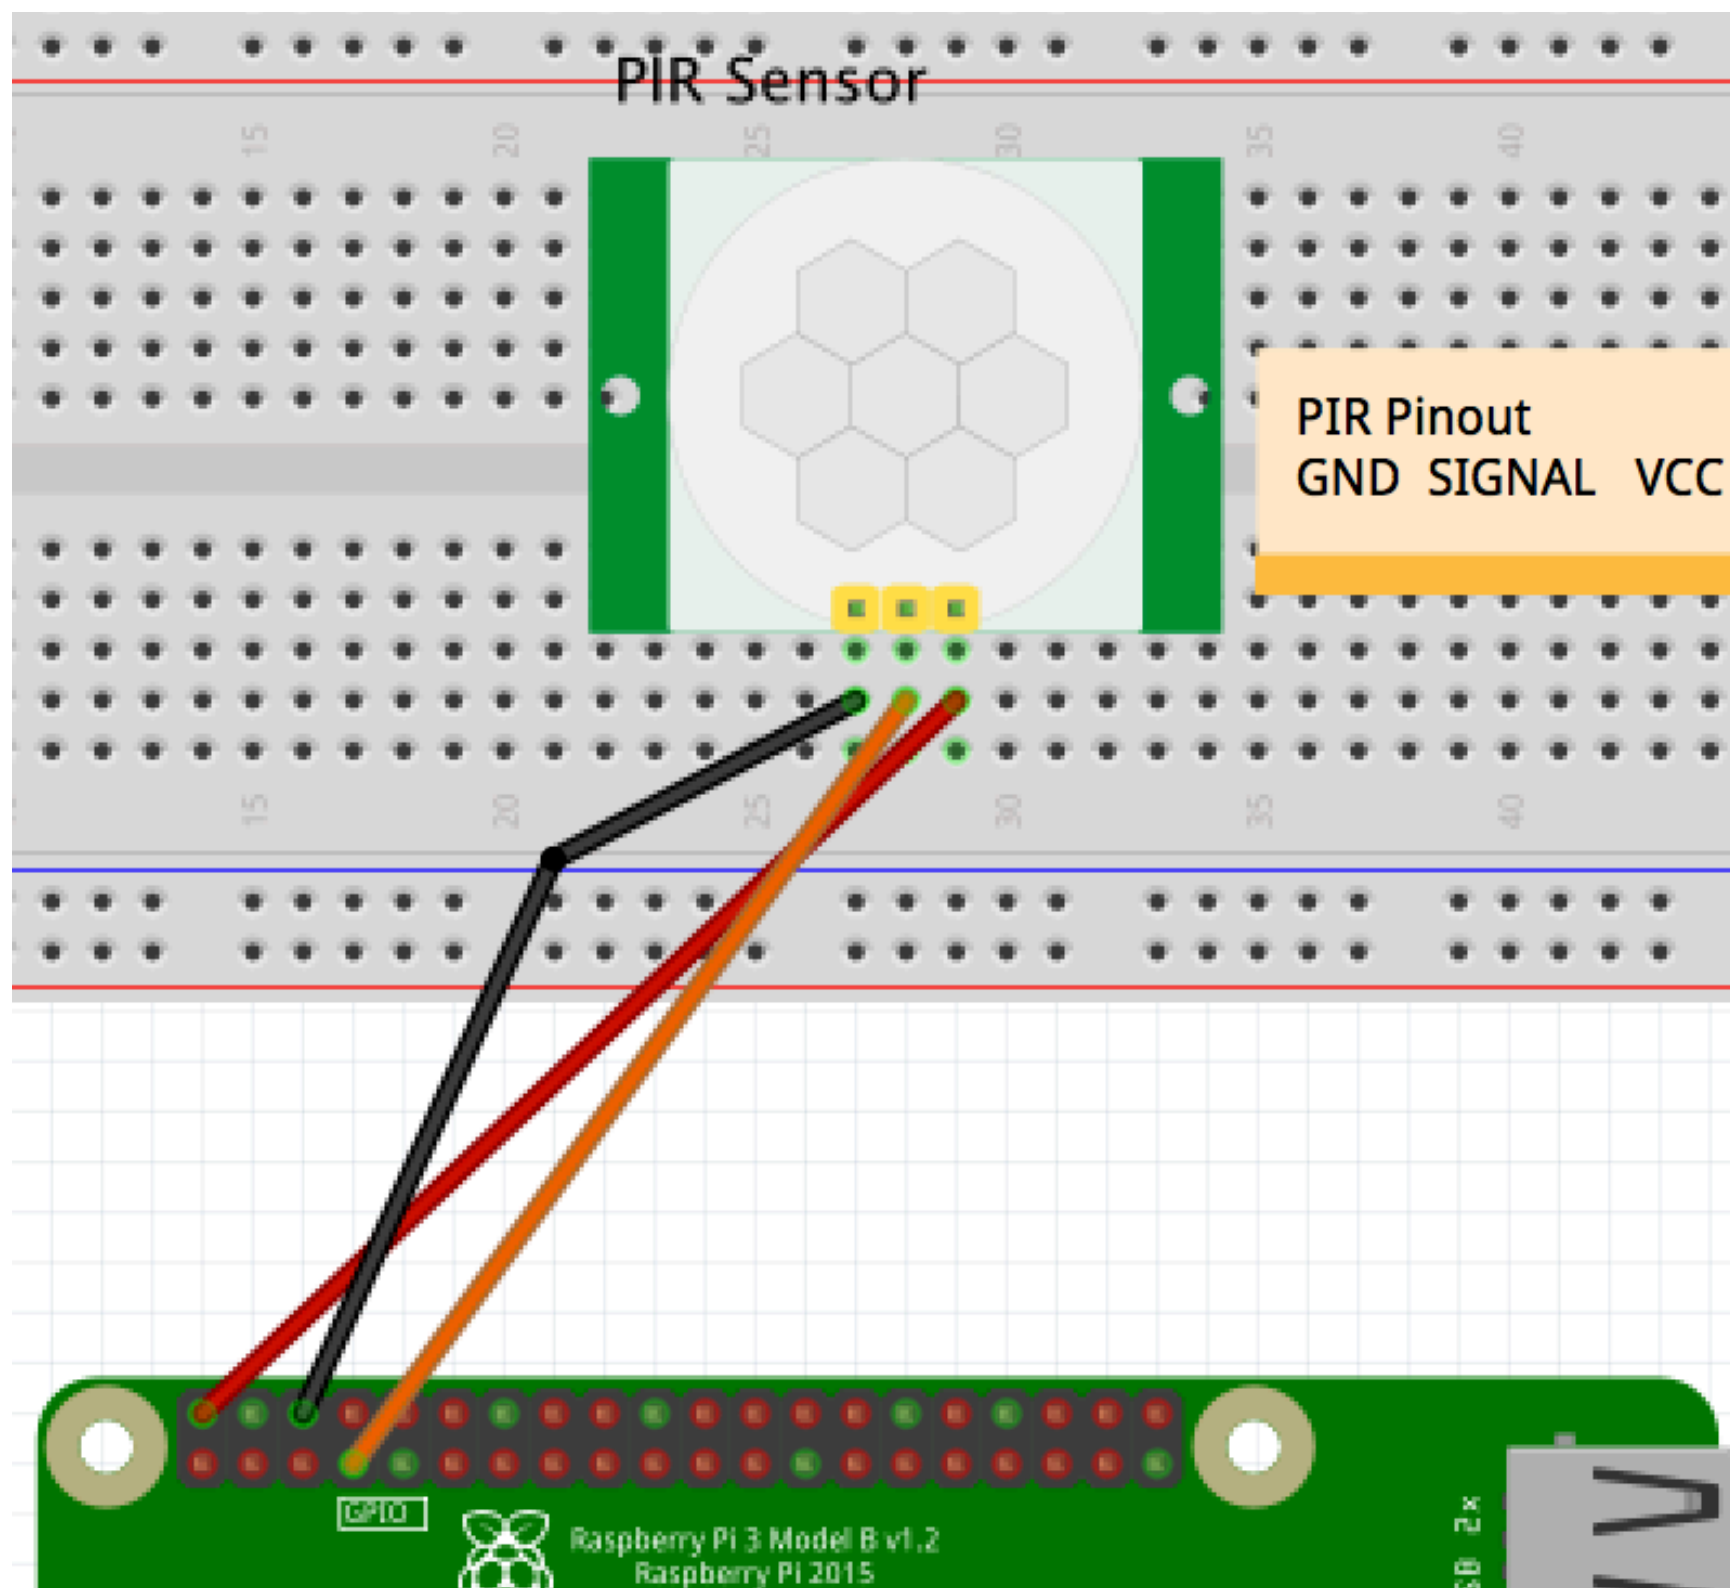 PIR Sensor
15 20 25 30 35 40
PIR Pinout
GND SIGNAL VCC
15 20 25 30 35 40
GPIO
Raspberry Pi 3 Model B v1.2
Raspberry Pi 2015
2x